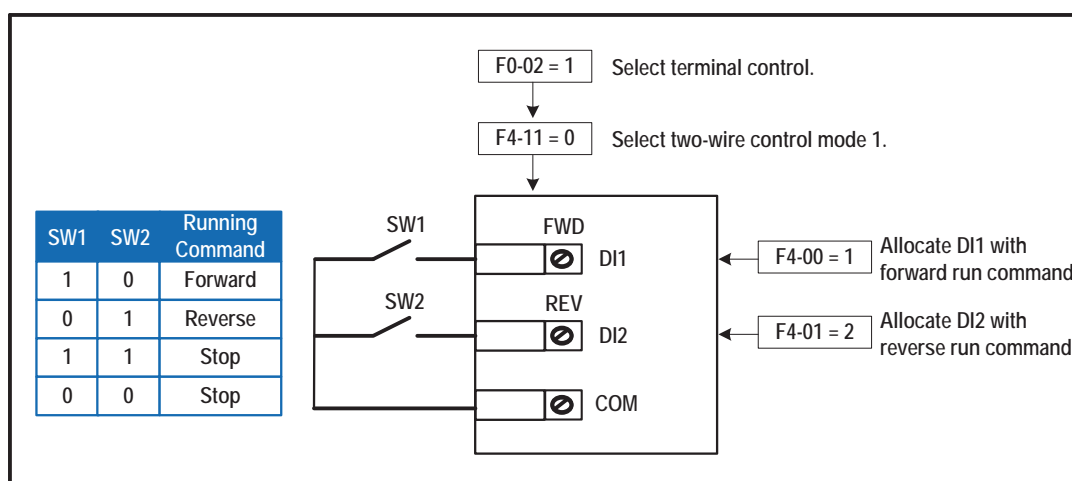 F0-02 = 1 Select terminal control.
F4-11 = 0 Select two-wire control mode 1.
SW1 SW2 Running Command
1 0 Forward
0 1 Reverse
1 1 Stop
0 0 Stop
SW1
FWD
DI1
SW2
REV
DI2
COM
F4-00 = 1
Allocate DI1 with
forward run command
F4-01 = 2
Allocate DI2 with
reverse run command